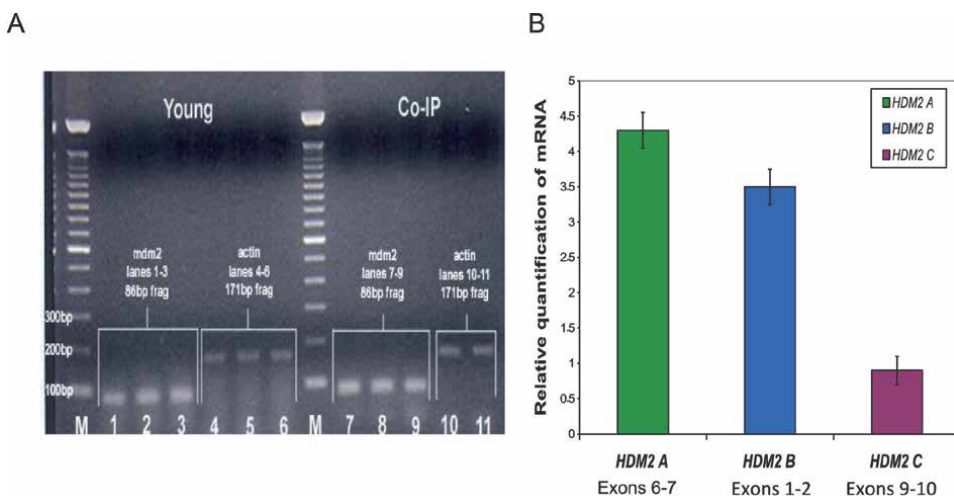 A
Young
Co-IP
mdm2
lanes 1-3
86bp frag
actin
lanes 4-6
171bp frag
mdm2
lanes 7-9
86bp frag
actin
lanes 10-11
171bp frag
300bp
200bp
100bp
M 1 2 3 4 5 6 M 7 8 9 10 11
B
Relative quantification of mRNA
5
4.5
4
3.5
3
2.5
2
1.5
1
0.5
0
HDM2 A
HDM2 B
HDM2 C
HDM2 A HDM2 B HDM2 C
Exons 6-7 Exons 1-2 Exons 9-10